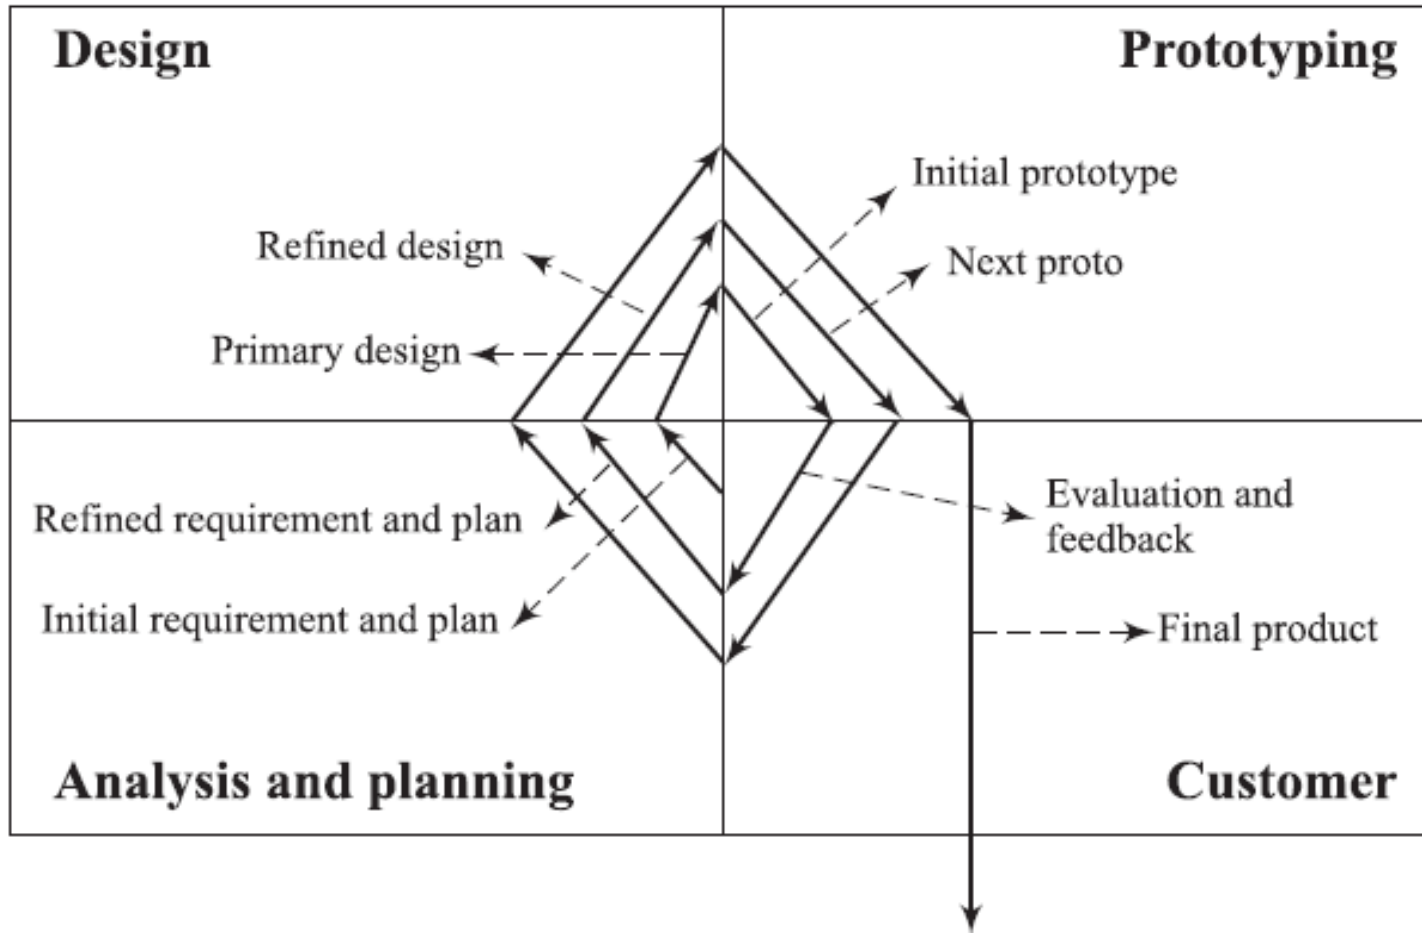 Design
Prototyping
Initial prototype
Refined design
Next proto
Primary design
Refined requirement and plan
Evaluation and
feedback
Initial requirement and plan
Final product
Analysis and planning
Customer